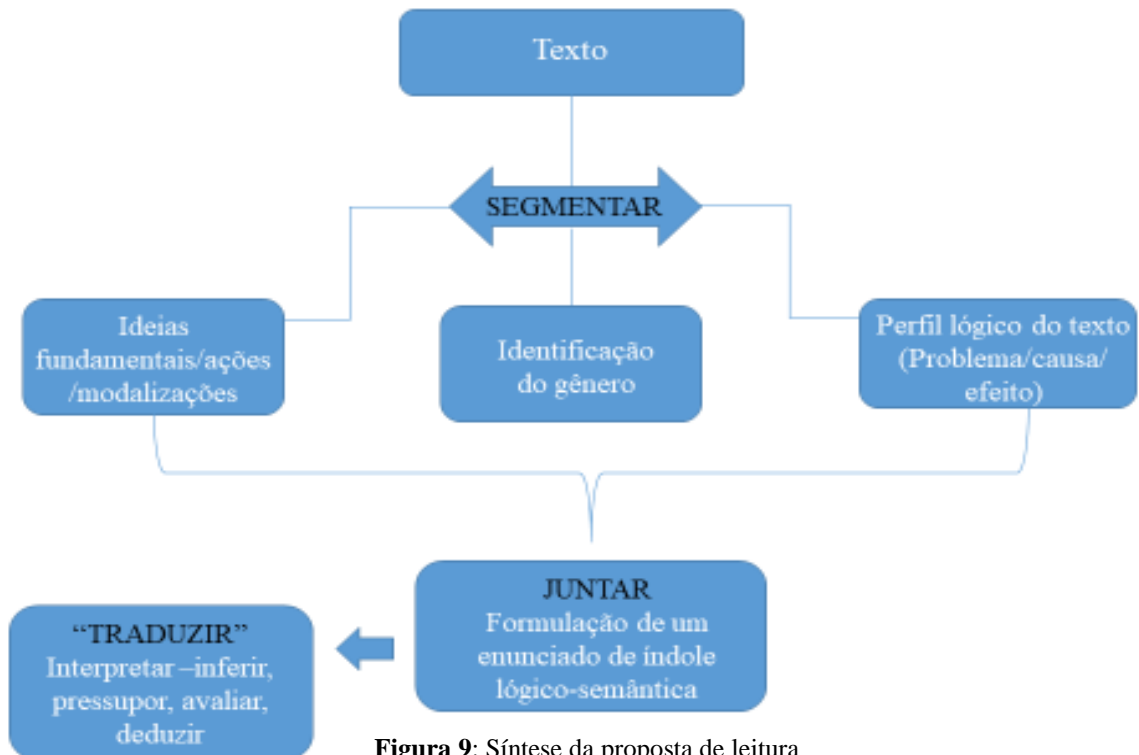 Texto
SEGMENTAR
Ideias
fundamentais/ações
/modalizações
Identificação
do gênero
Perfil lógico do texto
(Problema/causa/
efeito)
JUNTAR
Formulação de um
enunciado de índole
lógico-semântica
“TRADUZIR”
Interpretar –inferir,
pressupor, avaliar,
deduzir
Figura 9: Síntese da proposta de leitura